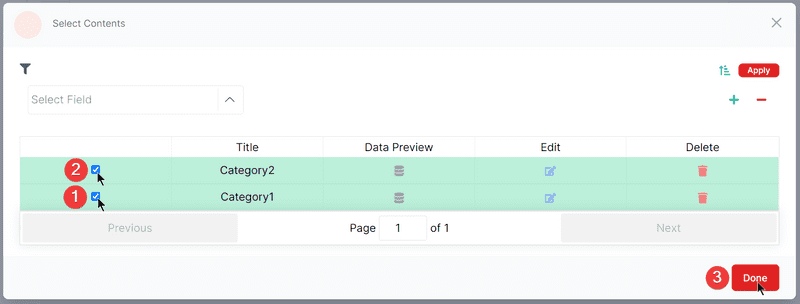 Select Contents
Apply
Select Field
Title Data Preview Edit Delete
2 Category2
1 Category1
Previous Page 1 of 1 Next
3 Done